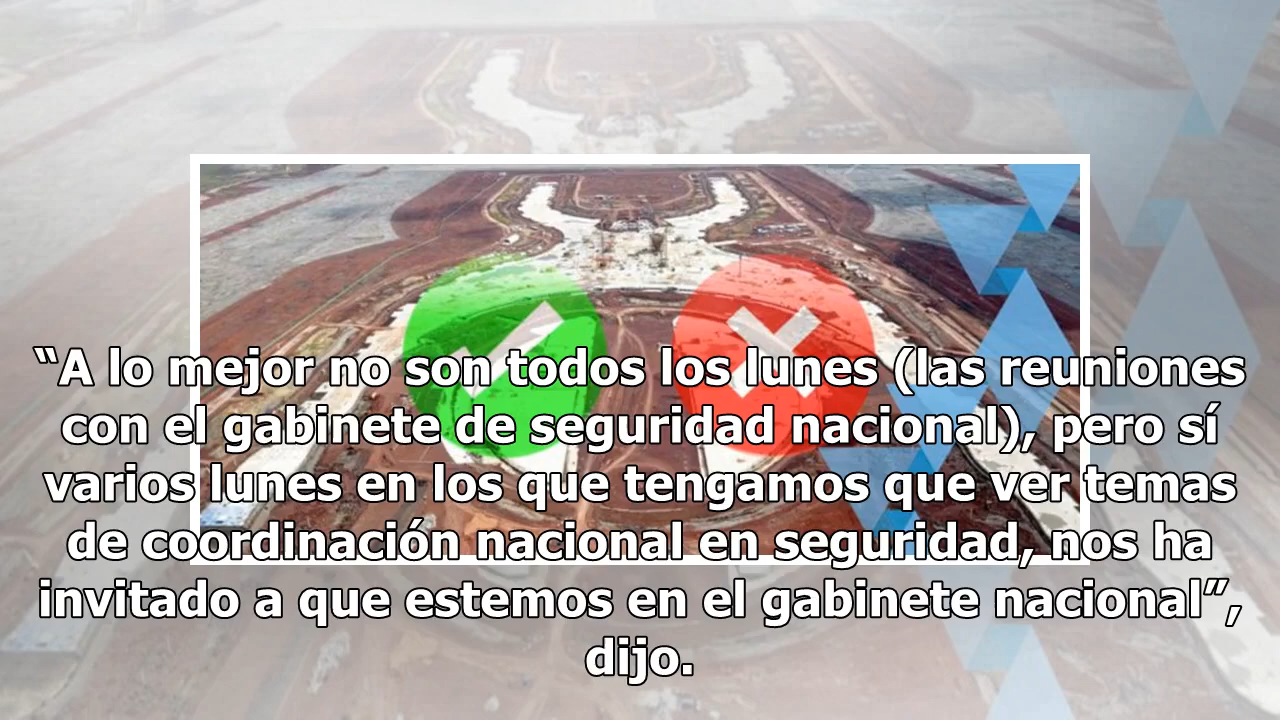 “A lo mejor no son todos los lunes (las reuniones
con el gabinete de seguridad nacional), pero sí
varios lunes en los que tengamos que ver temas
de coordinación nacional en seguridad, nos ha
invitado a que estemos en el gabinete nacional”,
dijo.